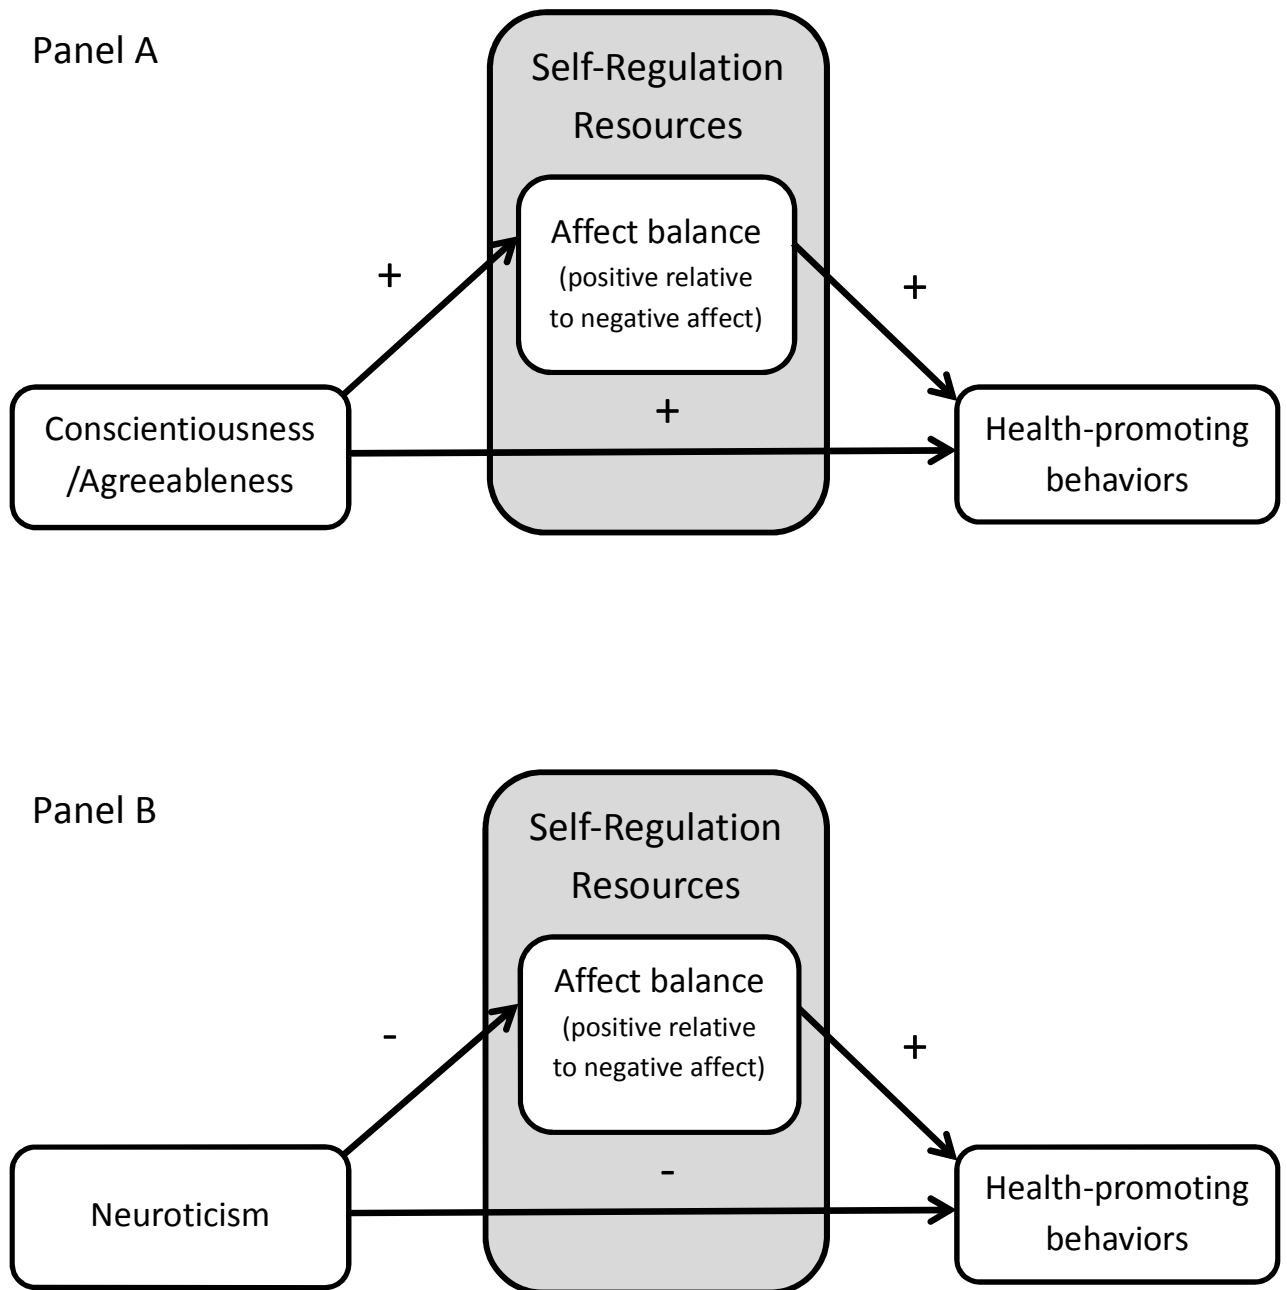 Panel A
Self-Regulation
Resources
Affect balance
(positive relative
to negative affect)
+
+
+
Conscientiousness
/Agreeableness
Health-promoting
behaviors
Panel B
Self-Regulation
Resources
Affect balance
(positive relative
to negative affect)
-
+
-
Neuroticism
Health-promoting
behaviors